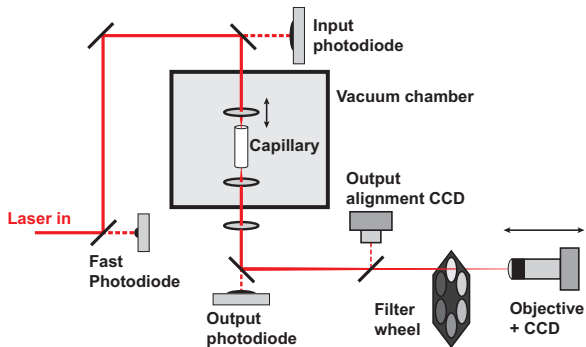 Input
photodiode
Vacuum chamber
Capillary
Output
alignment CCD
Laser in
Fast
Photodiode
Output
photodiode
Filter
wheel
Objective
+ CCD